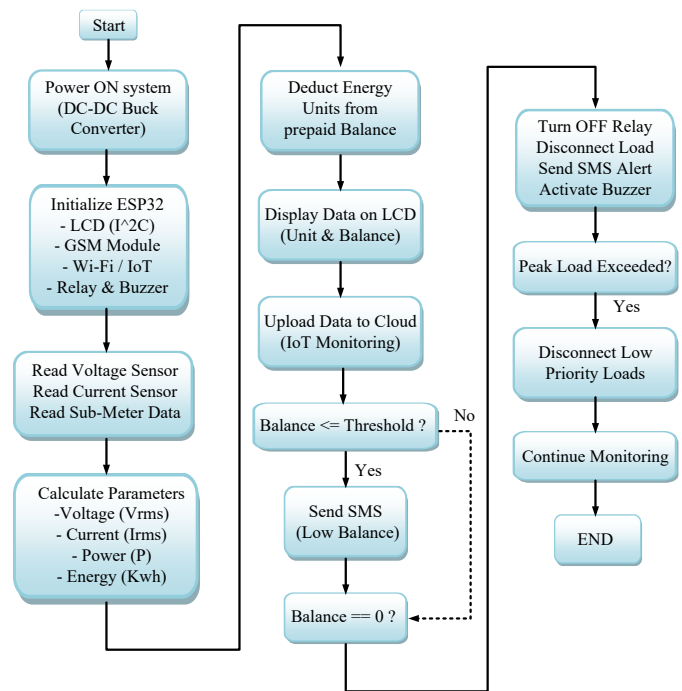 Start
Power ON system
(DC-DC Buck
Converter)
Initialize ESP32
- LCD (I^2C)
- GSM Module
- Wi-Fi / IoT
- Relay & Buzzer
Read Voltage Sensor
Read Current Sensor
Read Sub-Meter Data
Calculate Parameters
-Voltage (Vrms)
- Current (Irms)
- Power (P)
- Energy (Kwh)
Deduct Energy
Units from
prepaid Balance
Display Data on LCD
(Unit & Balance)
Upload Data to Cloud
(IoT Monitoring)
Balance <= Threshold ?
No
Yes
Send SMS
(Low Balance)
Balance == 0 ?
Turn OFF Relay
Disconnect Load
Send SMS Alert
Activate Buzzer
Peak Load Exceeded?
Yes
Disconnect Low
Priority Loads
Continue Monitoring
END